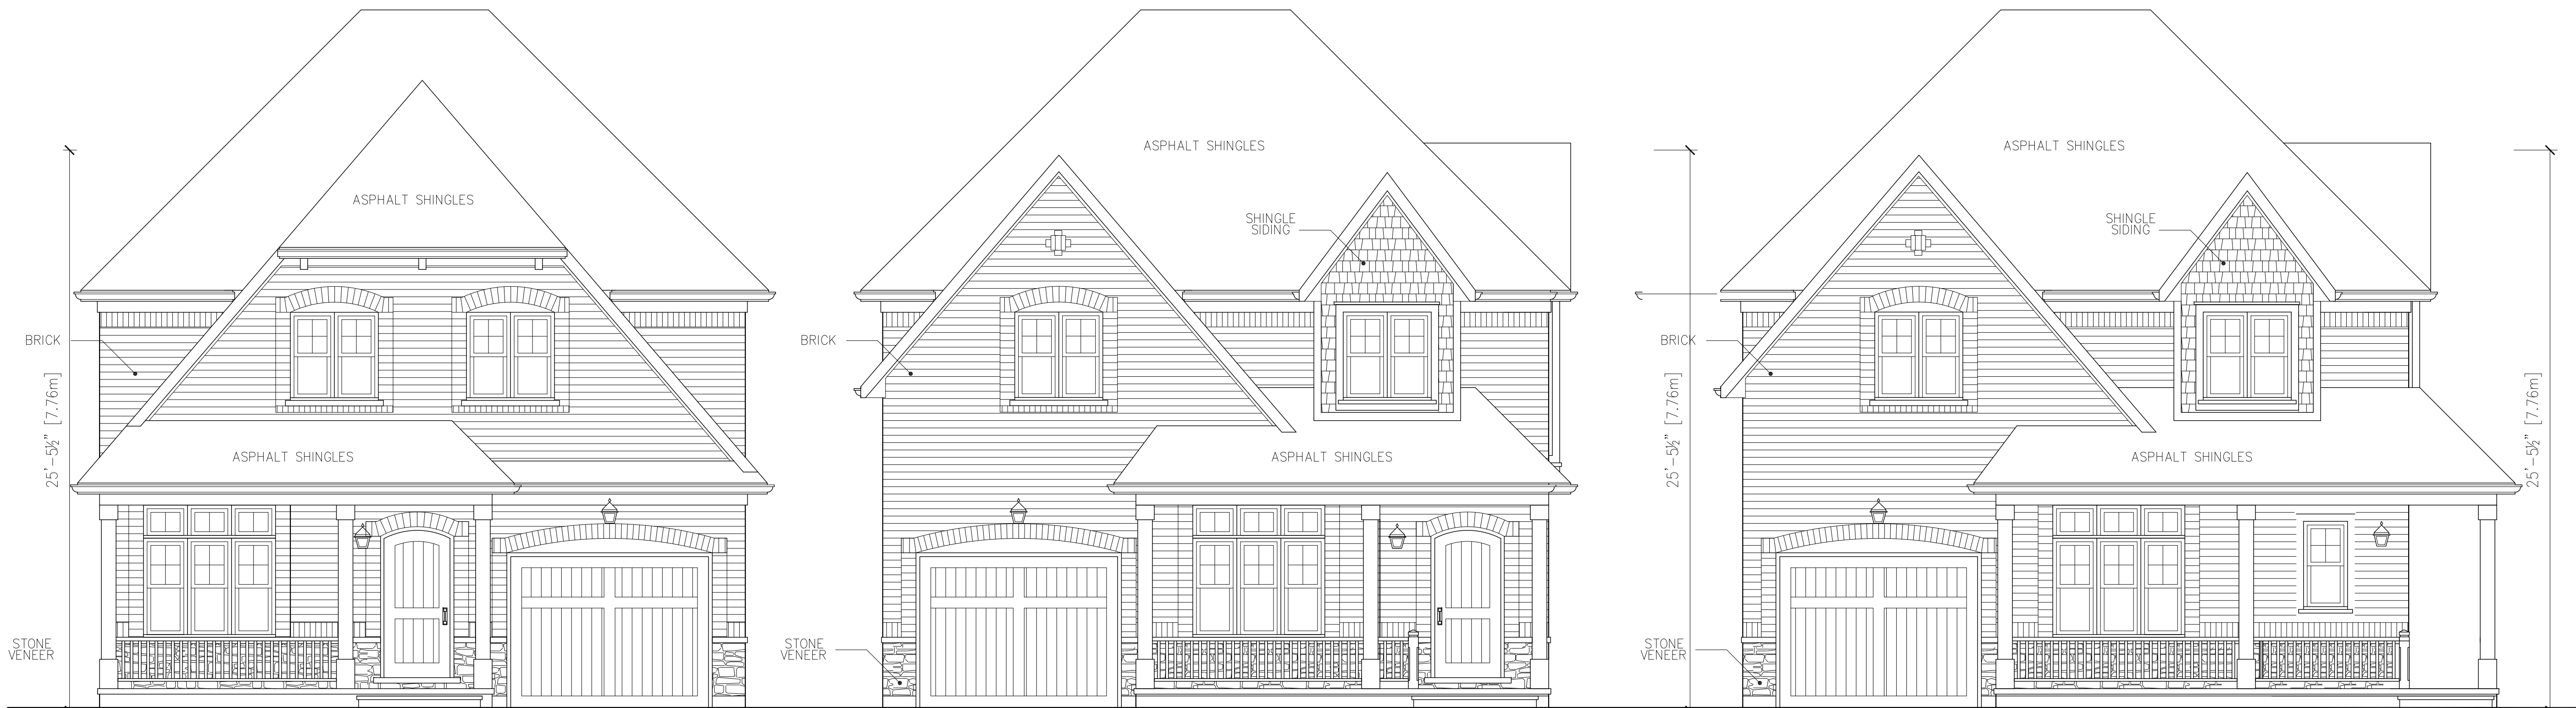 ASPHALT SHINGLES
BRICK
25'-5½" [7.76m]
ASPHALT SHINGLES
STONE
VENEER
ASPHALT SHINGLES
SHINGLE
SIDING
BRICK
ASPHALT SHINGLES
STONE
VENEER
25'-5½" [7.76m]
ASPHALT SHINGLES
SHINGLE
SIDING
BRICK
ASPHALT SHINGLES
STONE
VENEER
25'-5½" [7.76m]